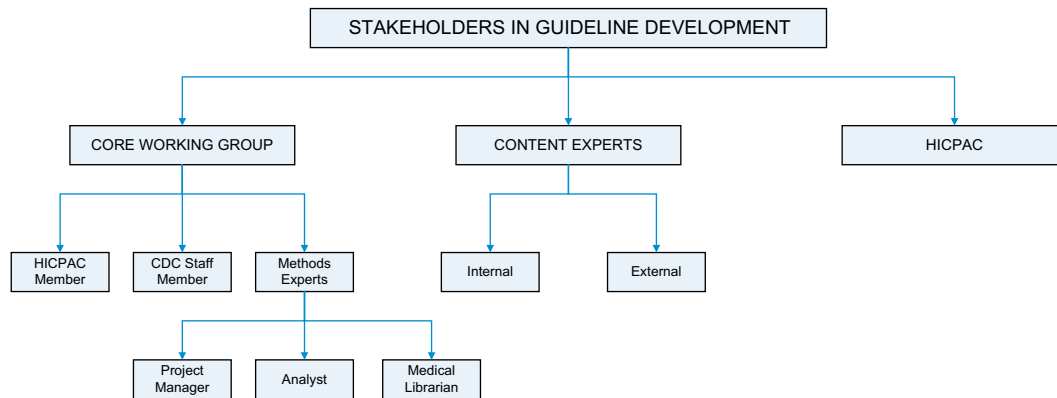 STAKEHOLDERS IN GUIDELINE DEVELOPMENT
CORE WORKING GROUP
CONTENT EXPERTS
HICPAC
HICPAC
Member
CDC Staff
Member
Methods
Experts
Internal
External
Project
Manager
Analyst
Medical
Librarian